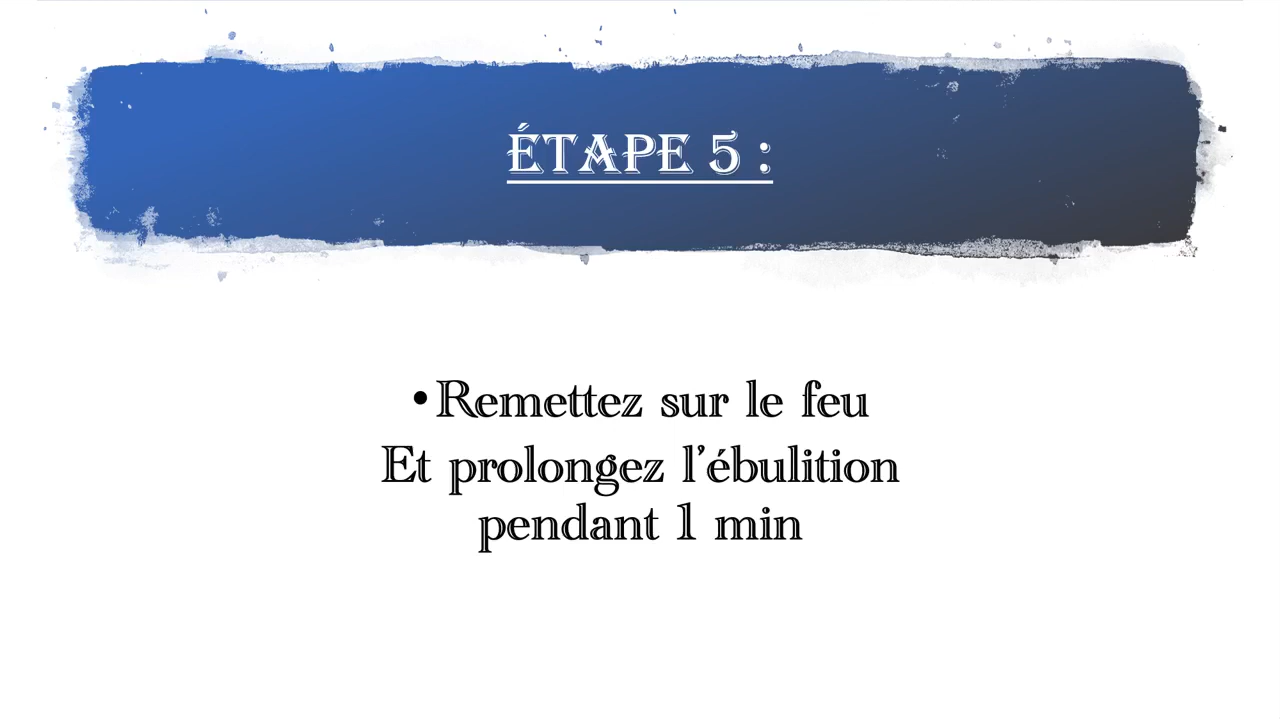 ÉTAPE 5 :
• Remettez sur le feu
Et prolongez l'ébulition
pendant 1 min